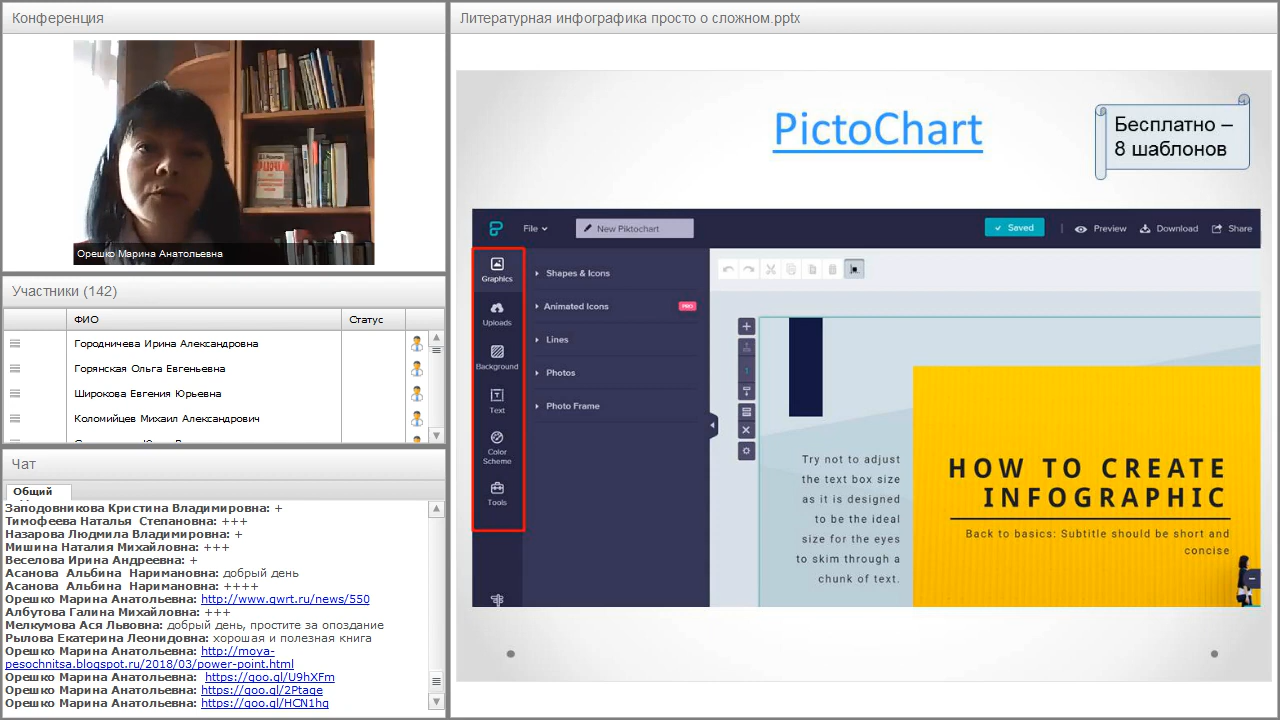 Конференция
Орешко Марина Анатольевна
Участники (142)
ФИО
Статус
Городничева Ирина Александровна
Горянская Ольга Евгеньевна
Широкова Евгения Юрьевна
Коломийцев Михаил Александрович
Чат
Общий
Заподовникова Кристина Владимировна: +
Тимофеева Наталья Степановна: +++
Назарова Людмила Владимировна: +
Мишина Наталия Михайловна: +++
Веселова Ирина Андреевна: +
Асанова Альбина Наримановна: добрый день
Асанова Альбина Наримановна: ++++
Орешко Марина Анатольевна: http://www.qwrt.ru/news/550
Албутова Галина Михайловна: +++
Мелкумова Ася Львовна: добрый день, простите за опоздание
Рылова Екатерина Леонидовна: хорошая и полезная книга
Орешко Марина Анатольевна: http://moya-
pesochnitsa.blogspot.ru/2018/03/power-point.html
Орешко Марина Анатольевна: https://goo.gl/U9hXFm
Орешко Марина Анатольевна: https://goo.gl/2Ptaqe
Орешко Марина Анатольевна: https://goo.gl/HCN1hq
Литературная инфографика просто о сложном.pptx
PictoChart
Бесплатно –
8 шаблонов
File
New Piktochart
Saved
Preview
Download
Share
Graphics
Uploads
Background
Text
Color
Scheme
Tools
Shapes & Icons
Animated Icons
PRO
Lines
Photos
Photo Frame
1
Try not to adjust
the text box size
as it is designed
to be the ideal
size for the eyes
to skim through a
chunk of text.
HOW TO CREATE
INFOGRAPHIC
Back to basics: Subtitle should be short and
concise